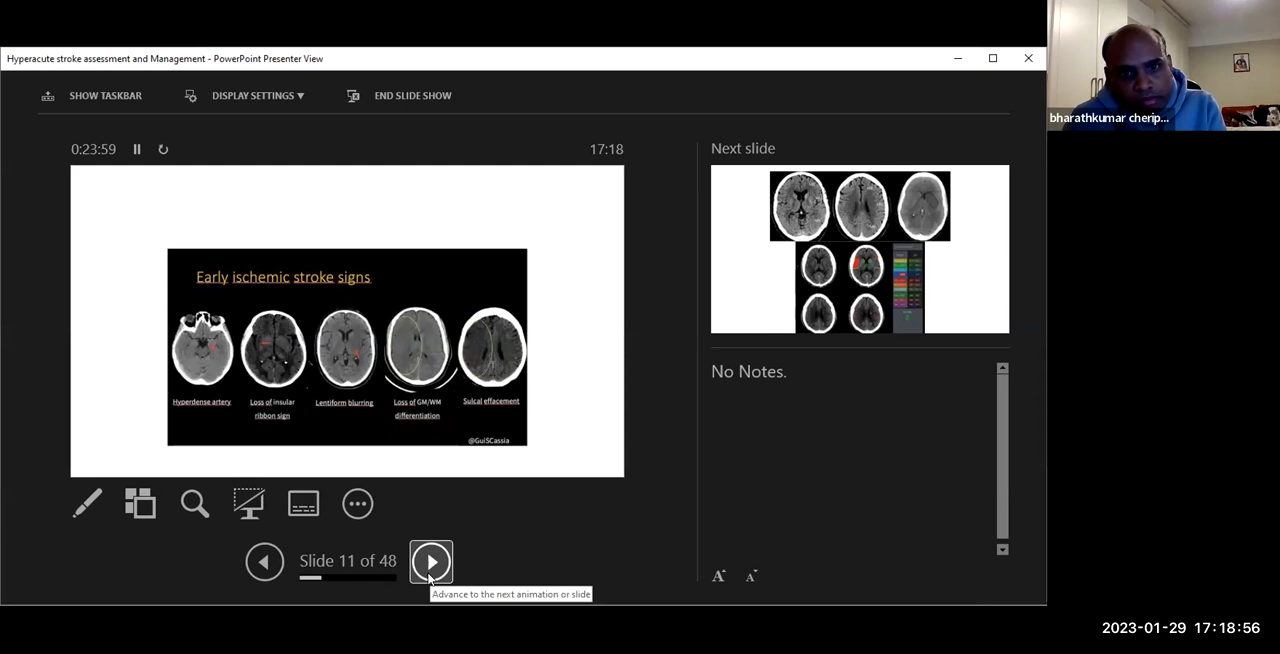 Hyperacute stroke assessment and Management - PowerPoint Presenter View
SHOW TASKBAR
DISPLAY SETTINGS ▼
END SLIDE SHOW
0:23:59
17:18
Early ischemic stroke signs
Hyperdense artery
Loss of insular
ribbon sign
Lentiform blurring
Loss of GM/WM
differentiation
Sulcal effacement
@GuiSCassia
Slide 11 of 48
Advance to the next animation or slide
Next slide
No Notes.
A A
bharathkumar cherip...
2023-01-29 17:18:56